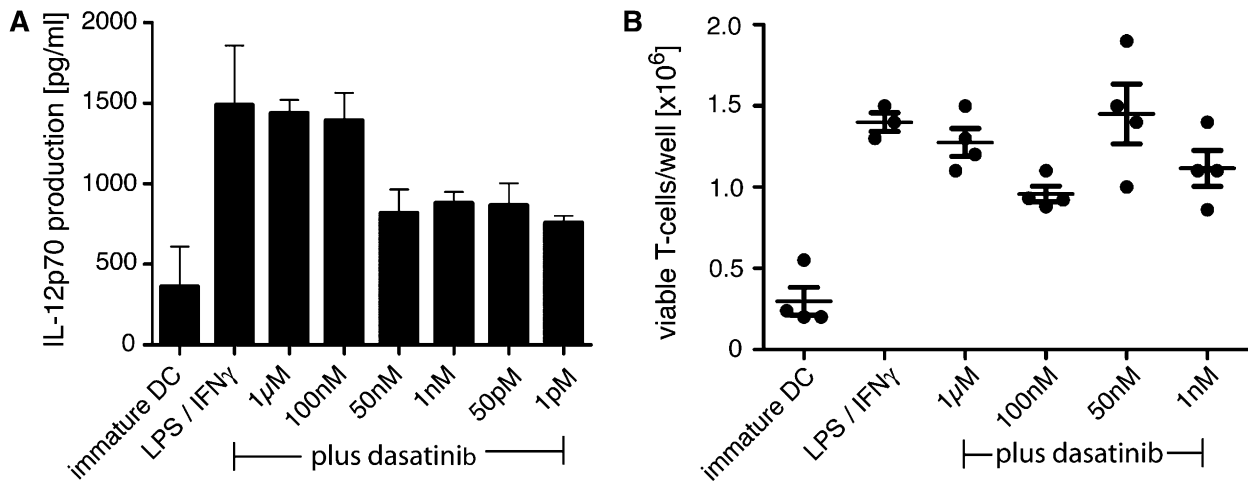 A
IL-12p70 production [pg/ml]
2000
1500
1000
500
0
immature DC
LPS / IFNγ
1µM
100nM
50nM
1nM
50pM
1pM
plus dasatinib
B
viable T-cells/well [x10⁶]
2.0
1.5
1.0
0.5
0
immature DC
LPS / IFNγ
1µM
100nM
50nM
1nM
plus dasatinib